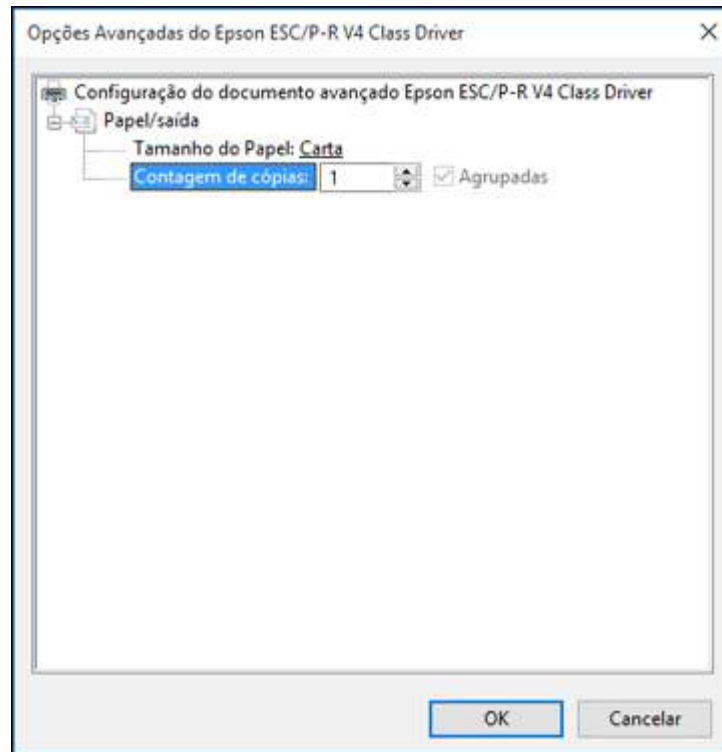 Opções Avançadas do Epson ESC/P-R V4 Class Driver
Configuração do documento avançado Epson ESC/P-R V4 Class Driver
Papel/saída
Tamanho do Papel: Carta
Contagem de cópias: 1 Agrupadas
OK Cancelar